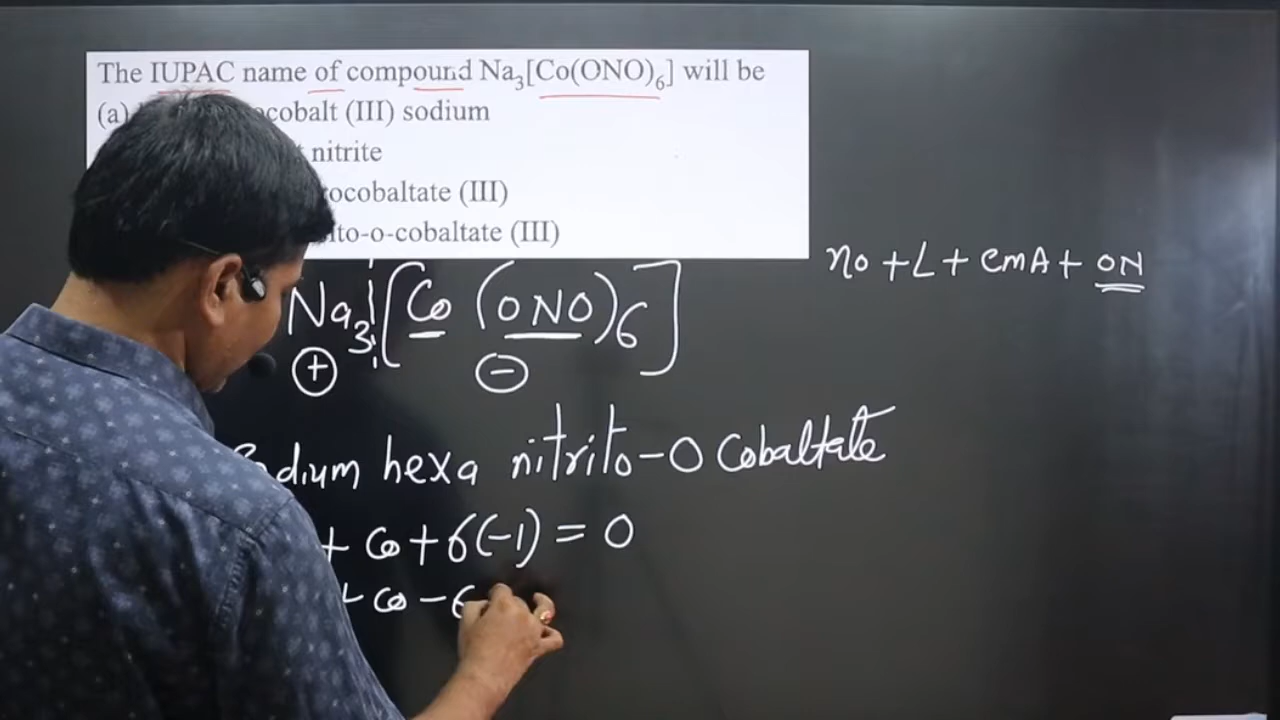 The IUPAC name of compound Na₃[Co(ONO)₆] will be
(a) cobalt (III) sodium
nitrite
ocobaltate (III)
ito-o-cobaltate (III)
no + L + CMA + ON
Na₃ [Co (ONO)₆]
+ −
dium hexa nitrito-O Cobaltate
+ Co + 6(-1) = 0
+ Co - 6